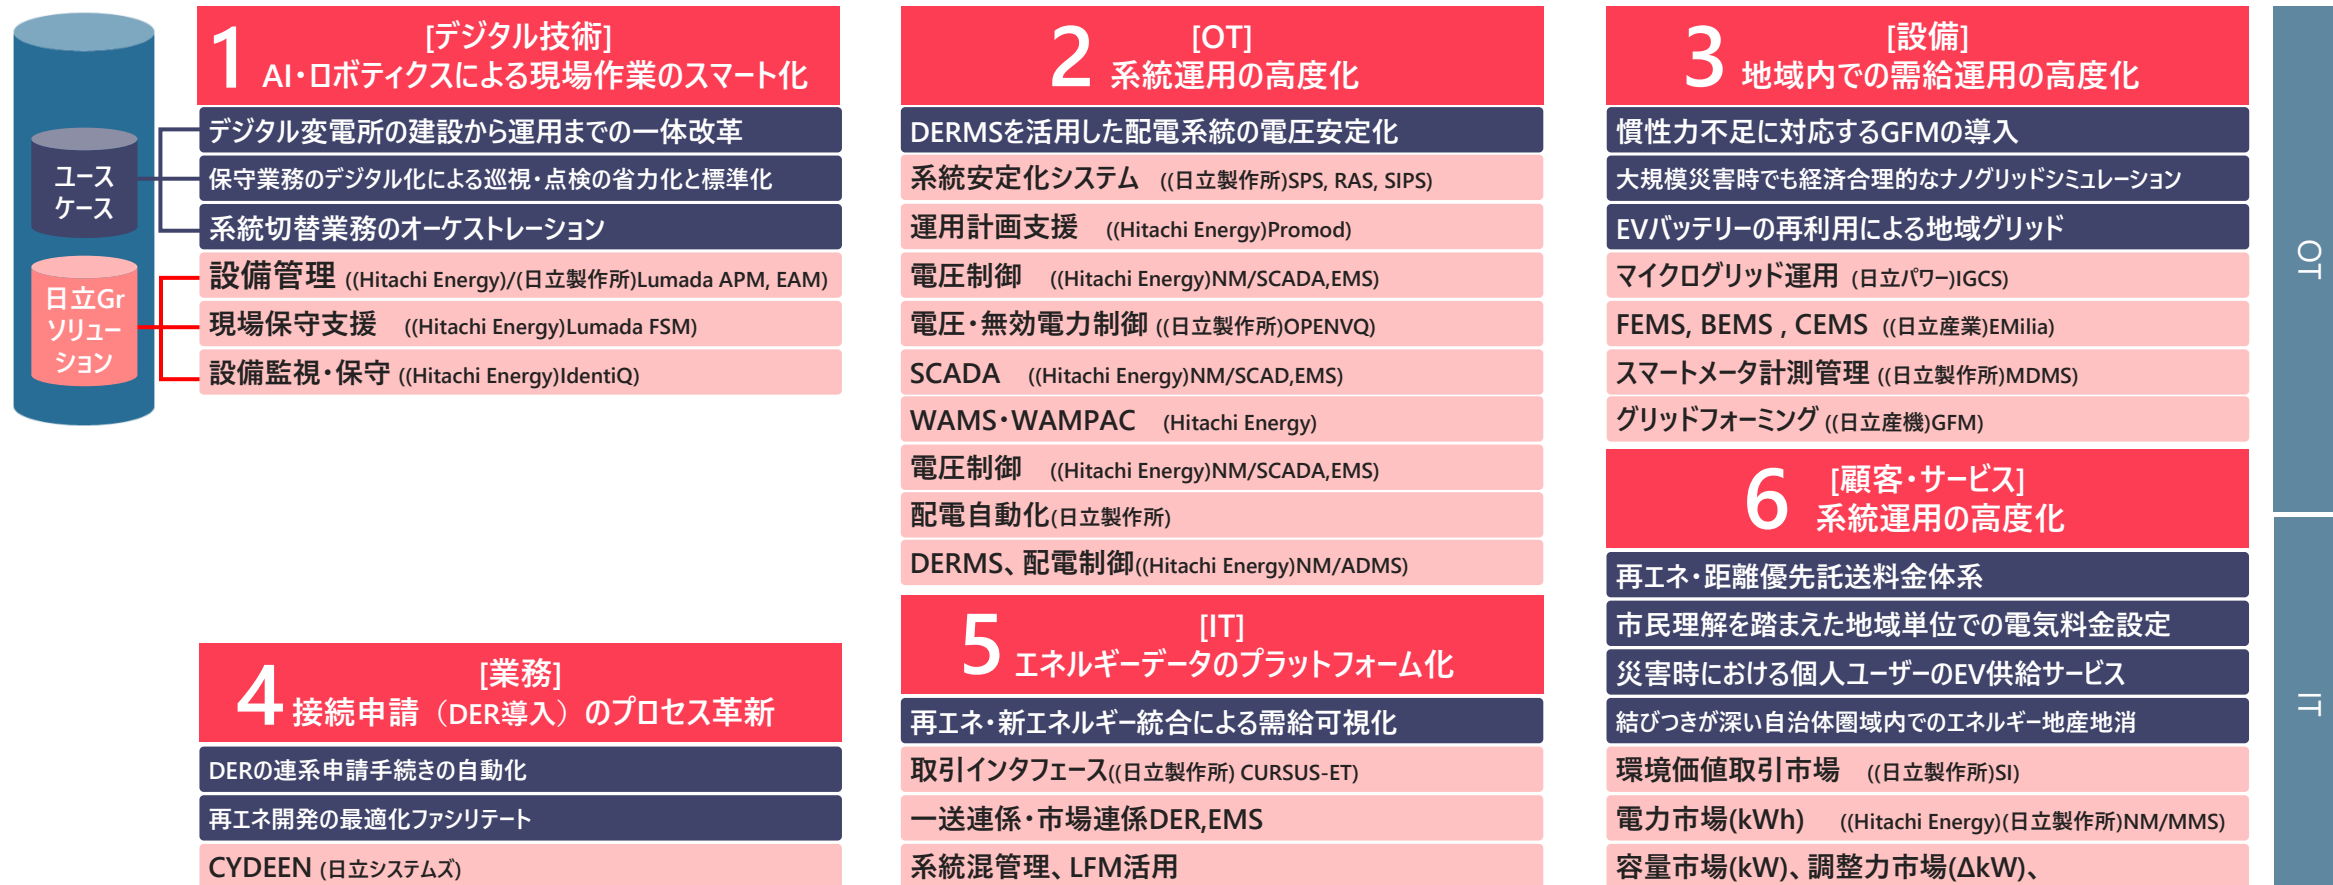 ユース
ケース
日立Gr
ソリュー
ション
1
[デジタル技術]
AI・ロボティクスによる現場作業のスマート化
デジタル変電所の建設から運用までの一体改革
保守業務のデジタル化による巡視・点検の省力化と標準化
系統切替業務のオーケストレーション
設備管理 ((Hitachi Energy)/(日立製作所)Lumada APM, EAM)
現場保守支援 ((Hitachi Energy)Lumada FSM)
設備監視・保守 ((Hitachi Energy)IdentiQ)
2
[OT]
系統運用の高度化
DERMSを活用した配電系統の電圧安定化
系統安定化システム ((日立製作所)SPS, RAS, SIPS)
運用計画支援 ((Hitachi Energy)Promod)
電圧制御 ((Hitachi Energy)NM/SCADA,EMS)
電圧・無効電力制御 ((日立製作所)OPENVQ)
SCADA ((Hitachi Energy)NM/SCAD,EMS)
WAMS・WAMPAC (Hitachi Energy)
電圧制御 ((Hitachi Energy)NM/SCADA,EMS)
配電自動化(日立製作所)
DERMS、配電制御((Hitachi Energy)NM/ADMS)
3
[設備]
地域内での需給運用の高度化
慣性力不足に対応するGFMの導入
大規模災害時でも経済合理的なナノグリッドシミュレーション
EVバッテリーの再利用による地域グリッド
マイクログリッド運用 (日立パワー)IGCS)
FEMS, BEMS , CEMS ((日立産業)EMilia)
スマートメータ計測管理 ((日立製作所)MDMS)
グリッドフォーミング ((日立産機)GFM)
4
[業務]
接続申請（DER導入）のプロセス革新
DERの連系申請手続きの自動化
再エネ開発の最適化ファシリテート
CYDEEN (日立システムズ)
5
[IT]
エネルギーデータのプラットフォーム化
再エネ・新エネルギー統合による需給可視化
取引インタフェース((日立製作所) CURSUS-ET)
一送連係・市場連係DER,EMS
系統混管理、LFM活用
6
[顧客・サービス]
系統運用の高度化
再エネ・距離優先託送料金体系
市民理解を踏まえた地域単位での電気料金設定
災害時における個人ユーザーのEV供給サービス
結びつきが深い自治体圏域内でのエネルギー地産地消
環境価値取引市場 ((日立製作所)SI)
電力市場(kWh) ((Hitachi Energy)(日立製作所)NM/MMS)
容量市場(kW)、調整力市場(ΔkW)、
OT
IT